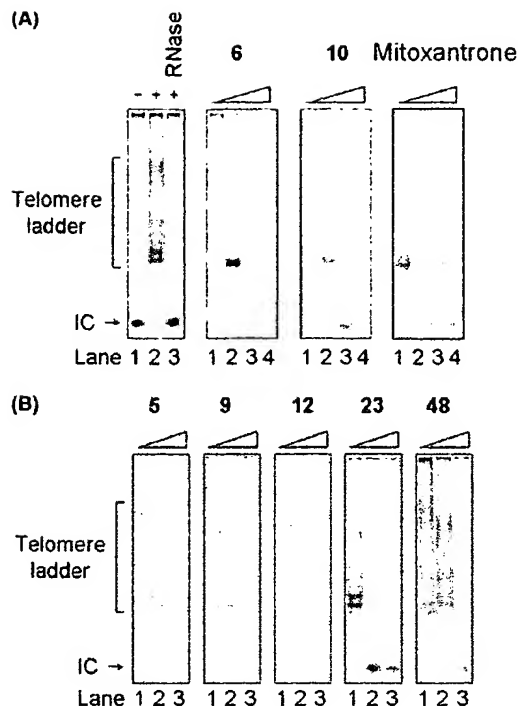 (A)
RNase
- + +
6 10 Mitoxantrone
Telomere
ladder
IC →
Lane 1 2 3 1 2 3 4 1 2 3 4 1 2 3 4
(B)
5 9 12 23 48
Telomere
ladder
IC →
Lane 1 2 3 1 2 3 1 2 3 1 2 3 1 2 3